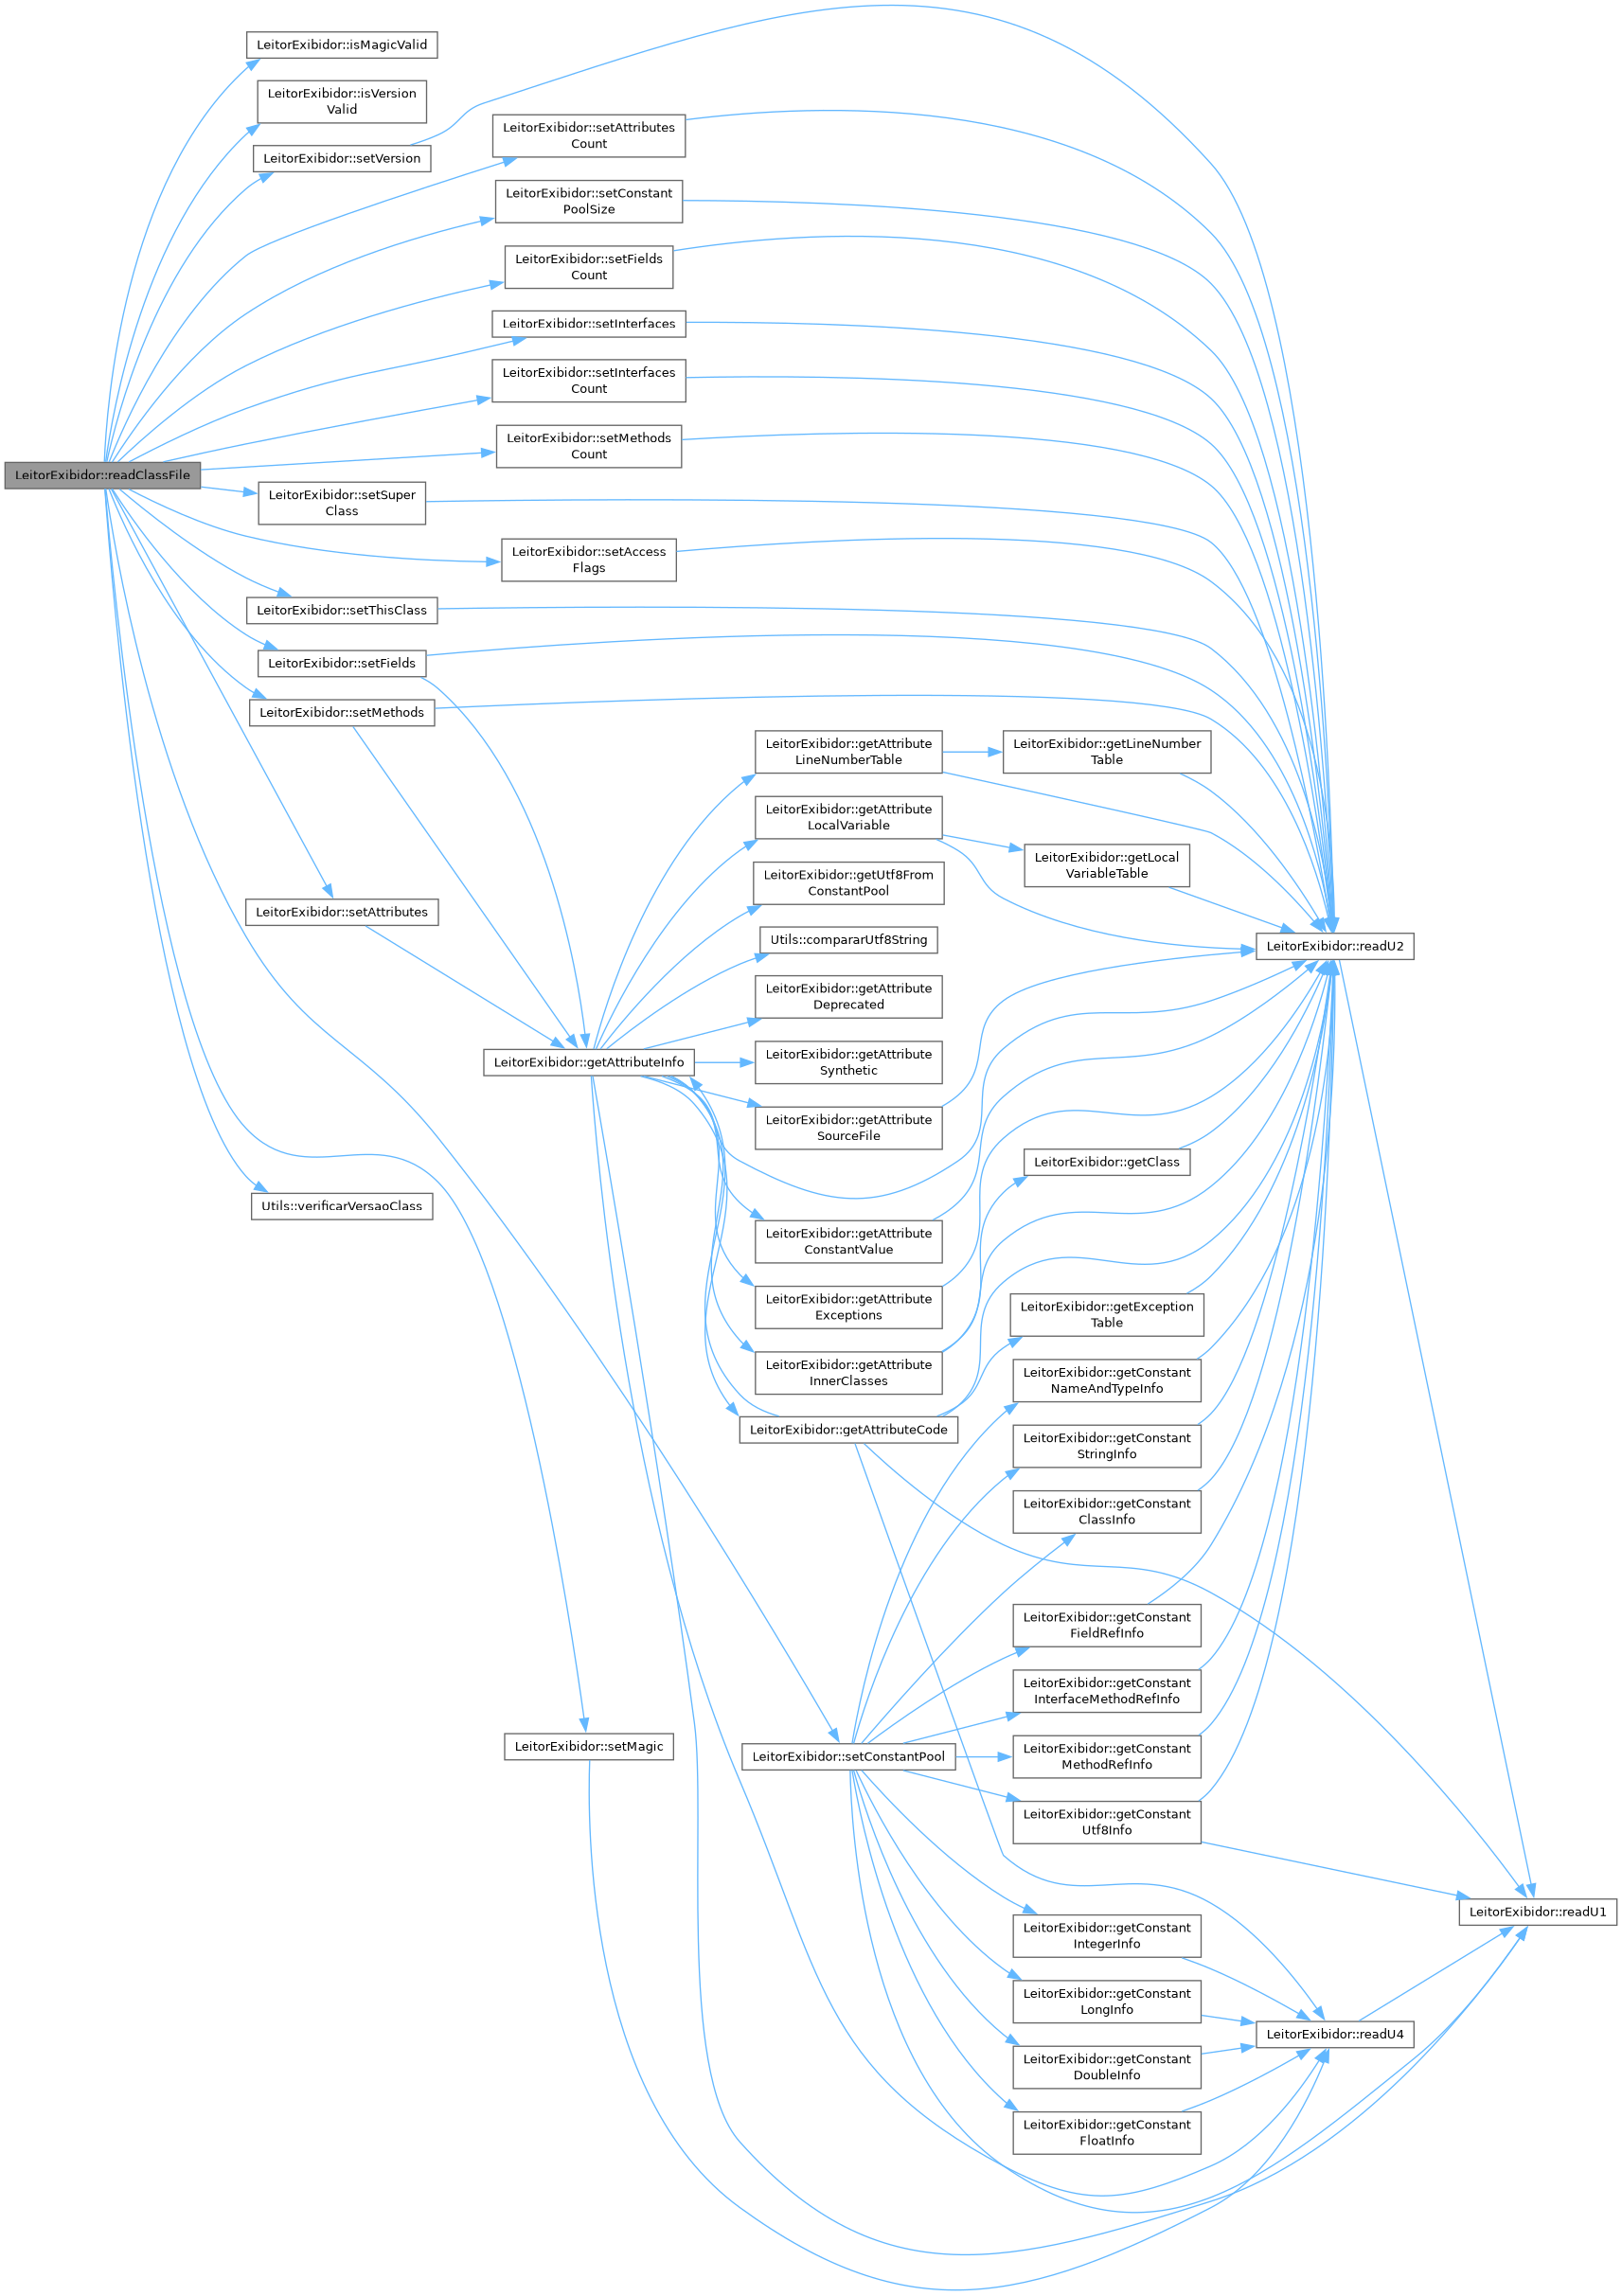 LeitorExibidor::isMagicValid
LeitorExibidor::isVersion
Valid
LeitorExibidor::setVersion
LeitorExibidor::setAttributes
Count
LeitorExibidor::setConstant
PoolSize
LeitorExibidor::setFields
Count
LeitorExibidor::setInterfaces
LeitorExibidor::setInterfaces
Count
LeitorExibidor::setMethods
Count
LeitorExibidor::readClassFile
LeitorExibidor::setSuper
Class
LeitorExibidor::setAccess
Flags
LeitorExibidor::setThisClass
LeitorExibidor::setFields
LeitorExibidor::setMethods
LeitorExibidor::getAttribute
LineNumberTable
LeitorExibidor::getLineNumber
Table
LeitorExibidor::getAttribute
LocalVariable
LeitorExibidor::getLocal
VariableTable
LeitorExibidor::getUtf8From
ConstantPool
LeitorExibidor::setAttributes
Utils::compararUtf8String
LeitorExibidor::readU2
LeitorExibidor::getAttribute
Deprecated
LeitorExibidor::getAttributeInfo
LeitorExibidor::getAttribute
Synthetic
LeitorExibidor::getAttribute
SourceFile
LeitorExibidor::getClass
Utils::verificarVersaoClass
LeitorExibidor::getAttribute
ConstantValue
LeitorExibidor::getAttribute
Exceptions
LeitorExibidor::getException
Table
LeitorExibidor::getAttribute
InnerClasses
LeitorExibidor::getConstant
NameAndTypeInfo
LeitorExibidor::getAttributeCode
LeitorExibidor::getConstant
StringInfo
LeitorExibidor::getConstant
ClassInfo
LeitorExibidor::getConstant
FieldRefInfo
LeitorExibidor::getConstant
InterfaceMethodRefInfo
LeitorExibidor::setMagic
LeitorExibidor::setConstantPool
LeitorExibidor::getConstant
MethodRefInfo
LeitorExibidor::getConstant
Utf8Info
LeitorExibidor::readU1
LeitorExibidor::getConstant
IntegerInfo
LeitorExibidor::getConstant
LongInfo
LeitorExibidor::readU4
LeitorExibidor::getConstant
DoubleInfo
LeitorExibidor::getConstant
FloatInfo